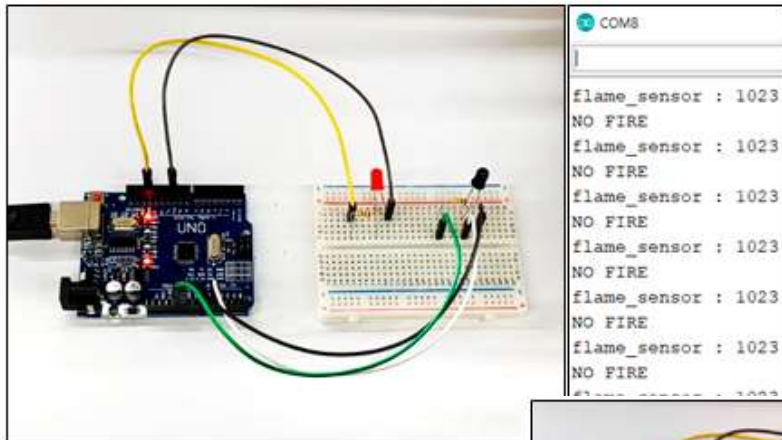 UNO
COM8
flame_sensor : 1023
NO FIRE
flame_sensor : 1023
NO FIRE
flame_sensor : 1023
NO FIRE
flame_sensor : 1023
NO FIRE
flame_sensor : 1023
NO FIRE
flame_sensor : 1023
NO FIRE